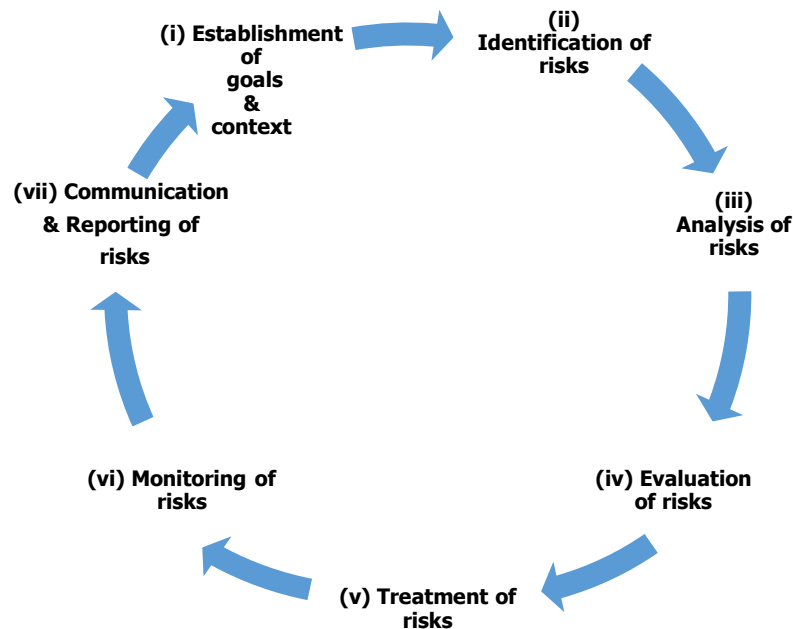 (i) Establishment
of
goals
&
context
(ii)
Identification of
risks
(iii)
Analysis of
risks
(iv) Evaluation
of risks
(v) Treatment of
risks
(vi) Monitoring of
risks
(vii) Communication
& Reporting of
risks